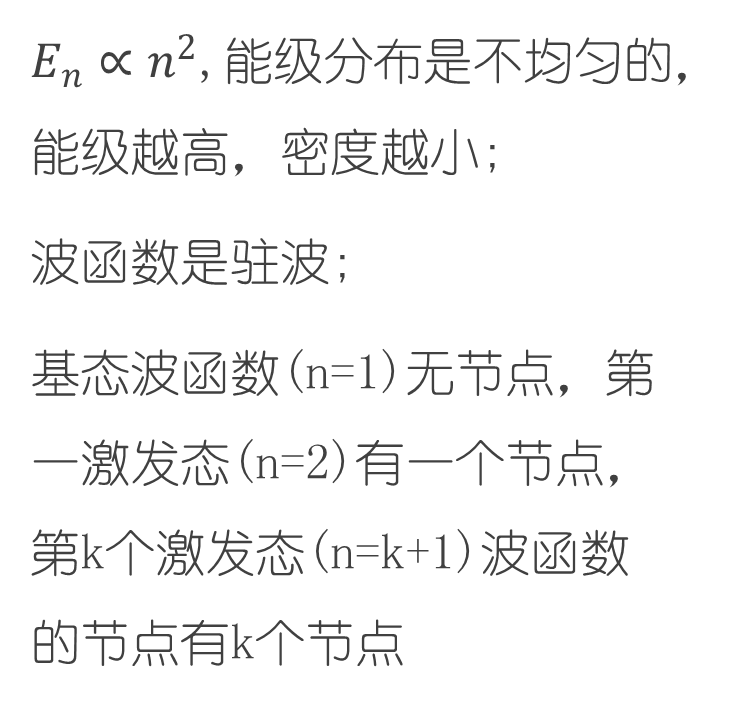 Eₙ ∝ n², 能级分布是不均匀的，
能级越高，密度越小;
波函数是驻波;
基态波函数(n=1)无节点，第
一激发态(n=2)有一个节点，
第k个激发态(n=k+1)波函数
的节点有k个节点